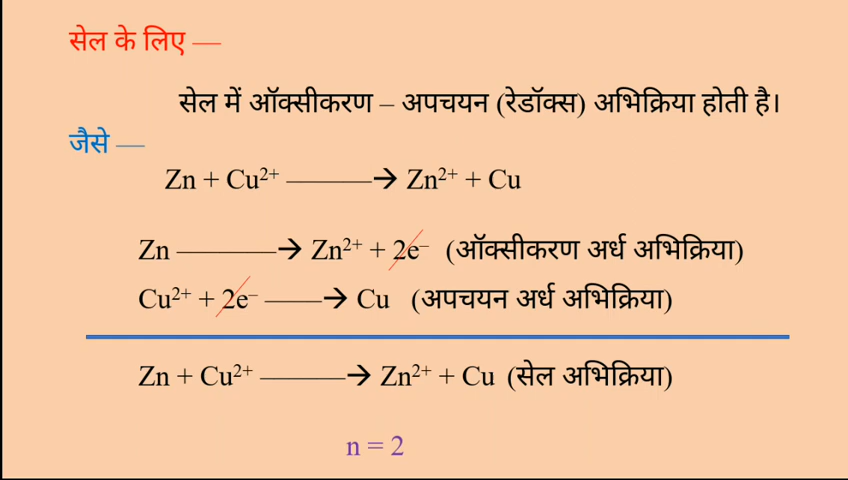 सेल के लिए —
सेल में ऑक्सीकरण – अपचयन (रेडॉक्स) अभिक्रिया होती है।
जैसे —
Zn + Cu²⁺ ———→ Zn²⁺ + Cu
Zn ———→ Zn²⁺ + 2e⁻ (ऑक्सीकरण अर्ध अभिक्रिया)
Cu²⁺ + 2e⁻ ——→ Cu (अपचयन अर्ध अभिक्रिया)
Zn + Cu²⁺ ———→ Zn²⁺ + Cu (सेल अभिक्रिया)
n = 2